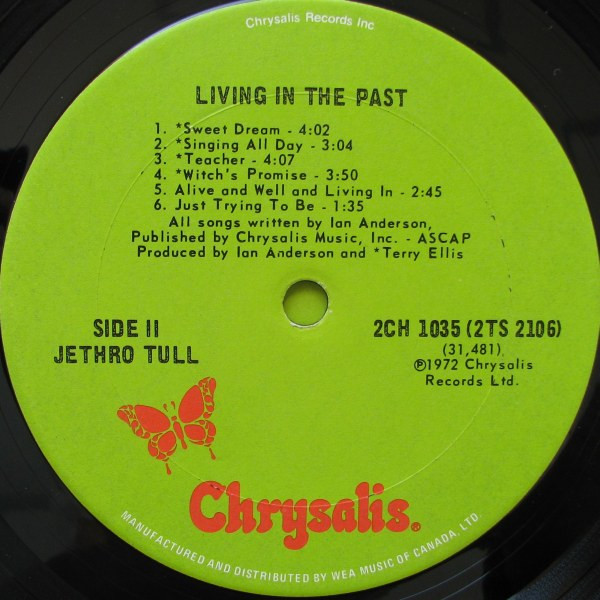 Chrysalis Records Inc
LIVING IN THE PAST
1. *Sweet Dream - 4:02
2. *Singing All Day - 3:04
3. *Teacher - 4:07
4. *Witch's Promise - 3:50
5. Alive and Well and Living In - 2:45
6. Just Trying To Be - 1:35
All songs written by Ian Anderson,
Published by Chrysalis Music, Inc. - ASCAP
Produced by Ian Anderson and *Terry Ellis
SIDE II
JETHRO TULL
2CH 1035 (2TS 2106)
(31,481)
℗1972 Chrysalis
Records Ltd.
Chrysalis®
MANUFACTURED AND DISTRIBUTED BY WEA MUSIC OF CANADA, LTD.